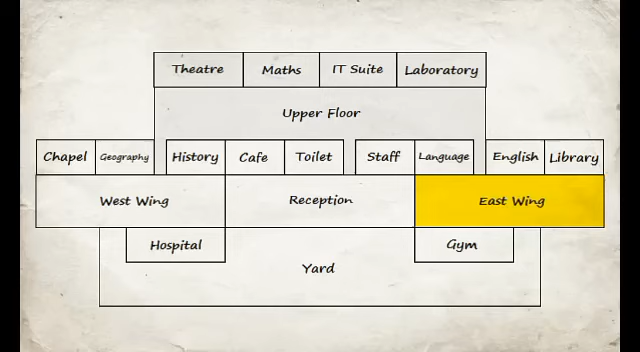 Theatre Maths IT Suite Laboratory
Upper Floor
Chapel Geography History Cafe Toilet Staff Language English Library
West Wing Reception East Wing
Hospital Gym
Yard